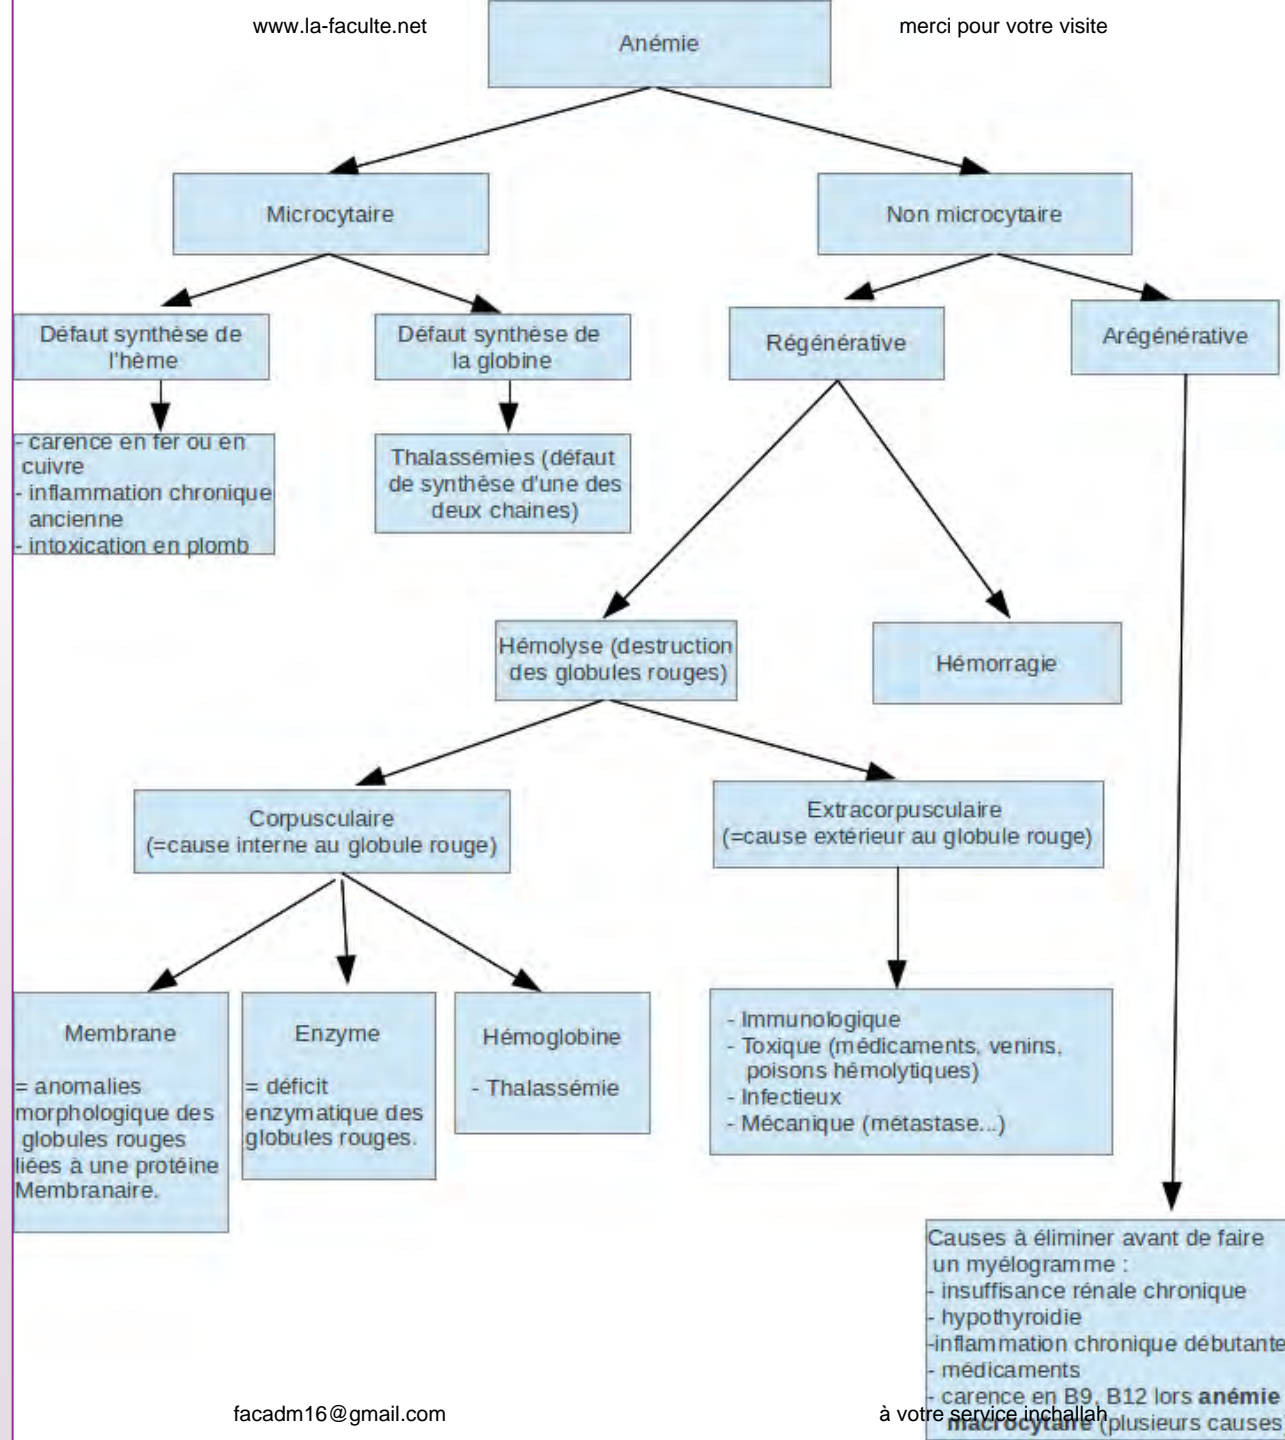 www.la-faculte.net
merci pour votre visite
Anémie
Microcytaire
Non microcytaire
Défaut synthèse de
l'hème
Défaut synthèse de
la globine
Régénérative
Arégénérative
- carence en fer ou en
cuivre
- inflammation chronique
ancienne
- intoxication en plomb
Thalassémies (défaut
de synthèse d'une des
deux chaines)
Hémolyse (destruction
des globules rouges)
Hémorragie
Corpusculaire
(=cause interne au globule rouge)
Extracorpusculaire
(=cause extérieur au globule rouge)
Membrane
= anomalies
morphologique des
globules rouges
liées à une protéine
Membranaire.
Enzyme
= déficit
enzymatique des
globules rouges.
Hémoglobine
- Thalassémie
- Immunologique
- Toxique (médicaments, venins,
poisons hémolytiques)
- Infectieux
- Mécanique (métastase...)
Causes à éliminer avant de faire
un myélogramme :
- insuffisance rénale chronique
- hypothyroidie
-inflammation chronique débutante
- médicaments
- carence en B9, B12 lors anémie
macrocytaire (plusieurs causes
facadm16@gmail.com
à votre service inchallah